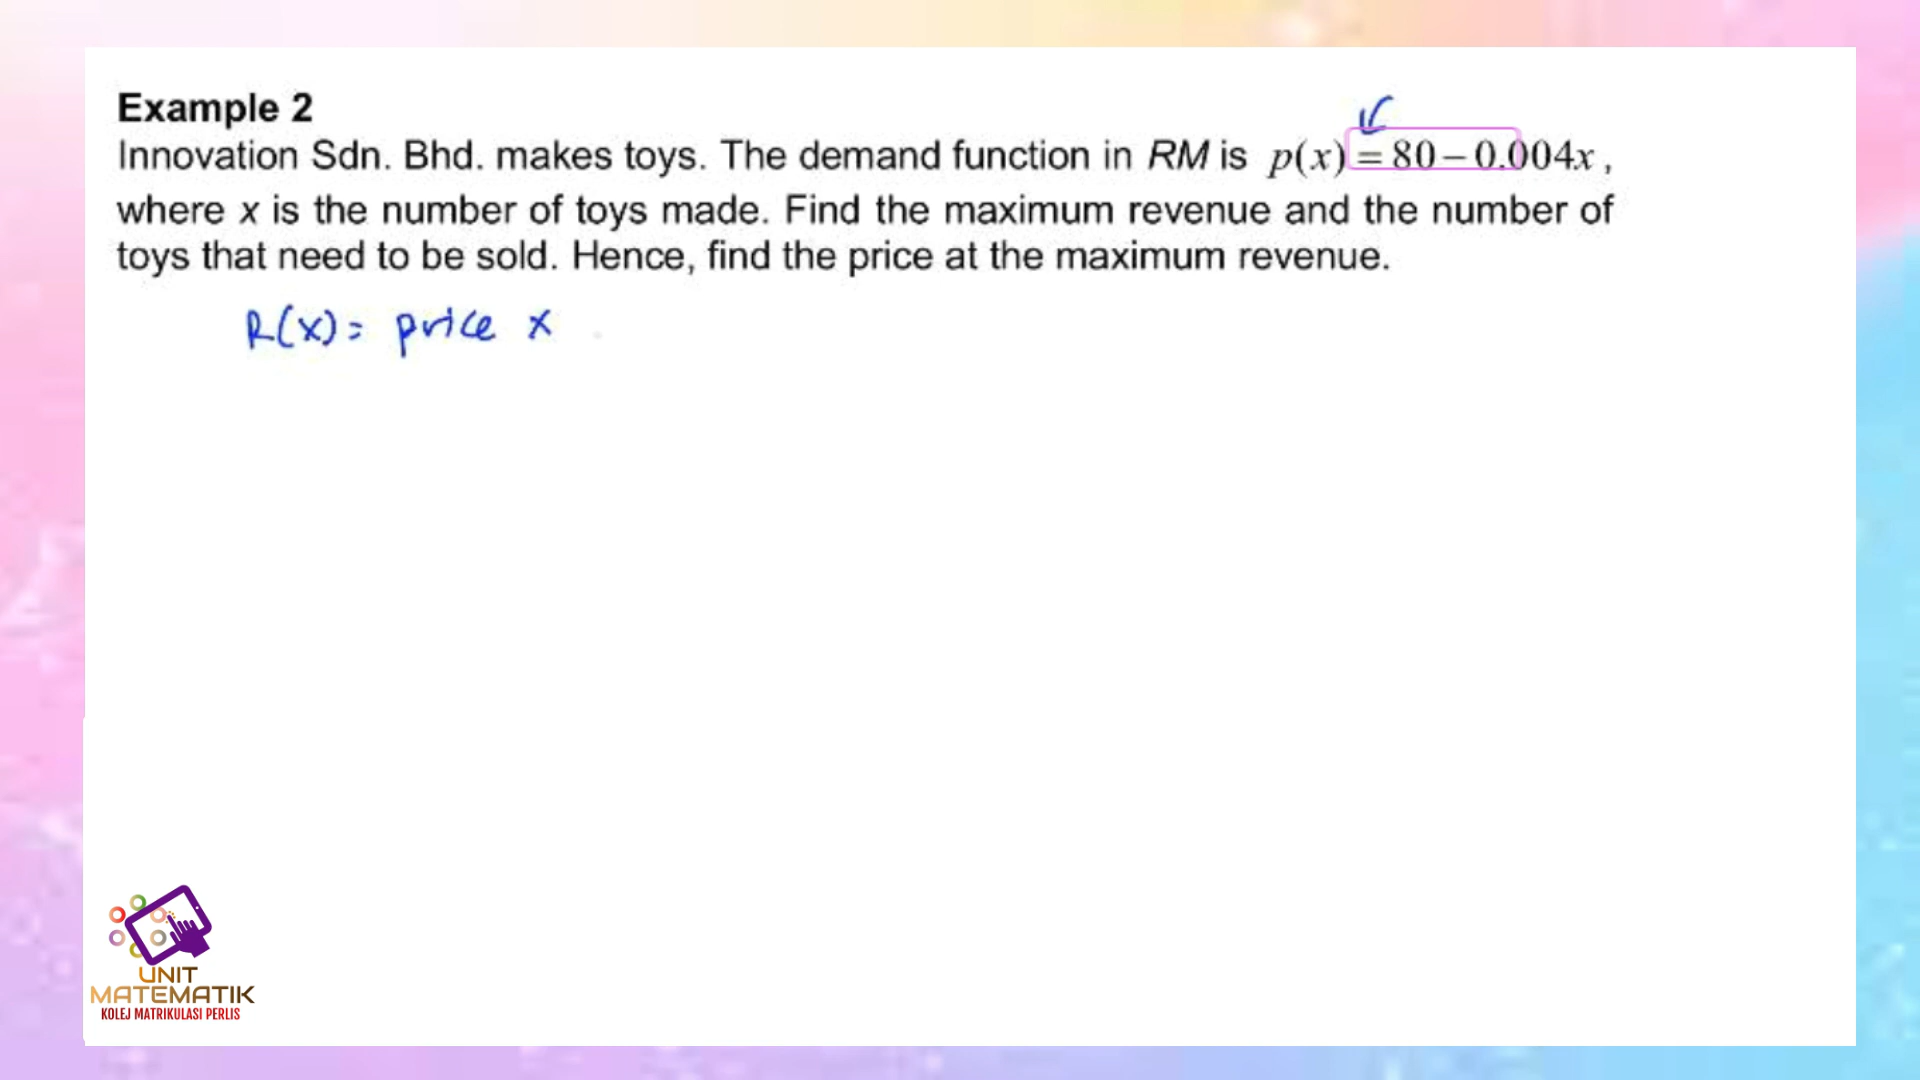 Example 2
Innovation Sdn. Bhd. makes toys. The demand function in RM is p(x) = 80 – 0.004x ,
where x is the number of toys made. Find the maximum revenue and the number of
toys that need to be sold. Hence, find the price at the maximum revenue.
R(x) = price x
UNIT
MATEMATIK
KOLEJ MATRIKULASI PERLIS